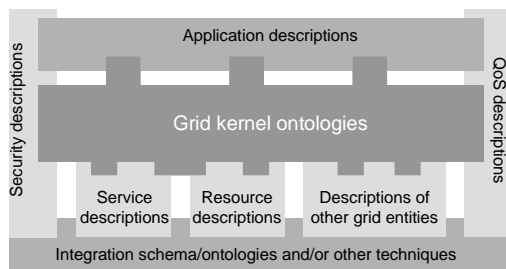 Application descriptions
Security descriptions
QoS descriptions
Grid kernel ontologies
Service
descriptions
Resource
descriptions
Descriptions of
other grid entities
Integration schema/ontologies and/or other techniques